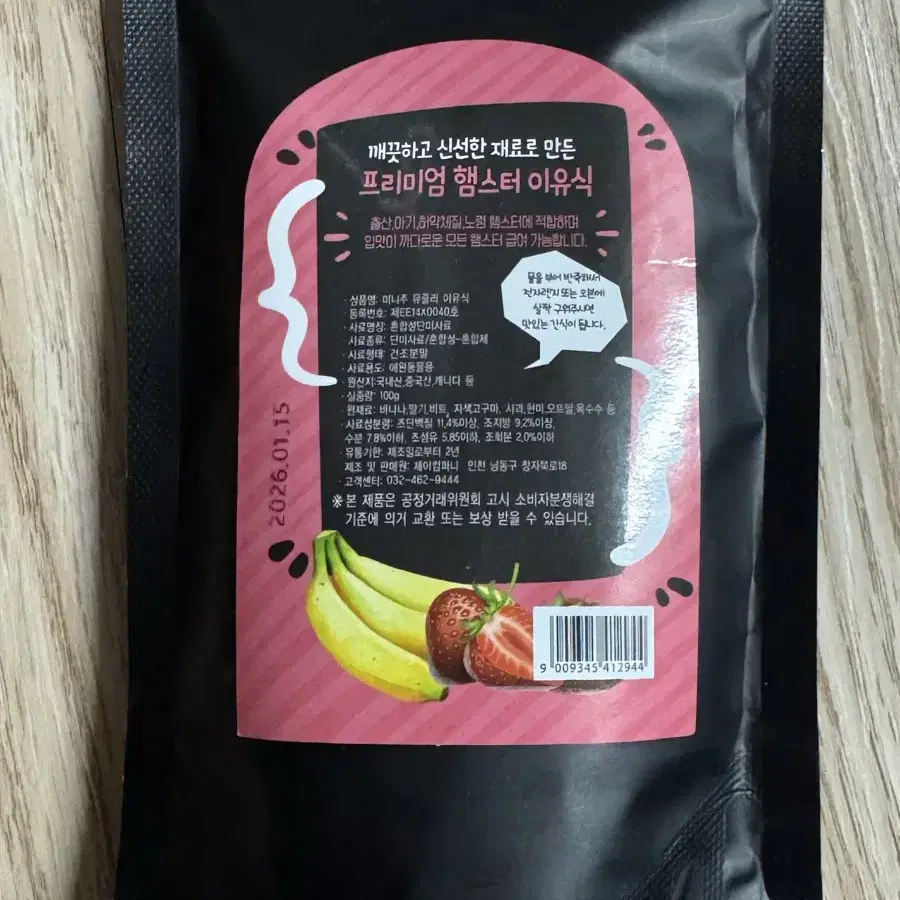 깨끗하고 신선한 재료로 만든
프리미엄 햄스터 이유식
출산,아기,허약체질,노령 햄스터에 적합하며
입맛이 까다로운 모든 햄스터 급여 가능합니다.
물을 부어 반죽해서
전자렌지 또는 오븐에
살짝 구워주시면
맛있는 간식이 됩니다.
· 상품명: 미니추 뮤즐리 이유식
· 등록번호: 제EE14X0040호
· 사료명칭: 혼합성단미사료
· 사료종류: 단미사료/혼합성-혼합제
· 사료형태: 건조분말
· 사료용도: 애완동물용
· 원산지:국내산,중국산,캐나다 등
· 실중량: 100g
· 원재료: 바나나,딸기,비트, 자색고구마, 사과,현미,오트밀,옥수수 등
· 사료성분량: 조단백질 11,4%이상, 조지방 9,2%이상,
수분 7.8%이하, 조섬유 5.85이하, 조회분 2.0%이하
· 유통기한: 제조일로부터 2년
· 제조 및 판매원: 제이컴퍼니 인천 남동구 창자북로18
· 고객센터: 032-462-9444
※본 제품은 공정거래위원회 고시 소비자분쟁해결
기준에 의거 교환 또는 보상 받을 수 있습니다.
2026.01.15
9 009345 412944